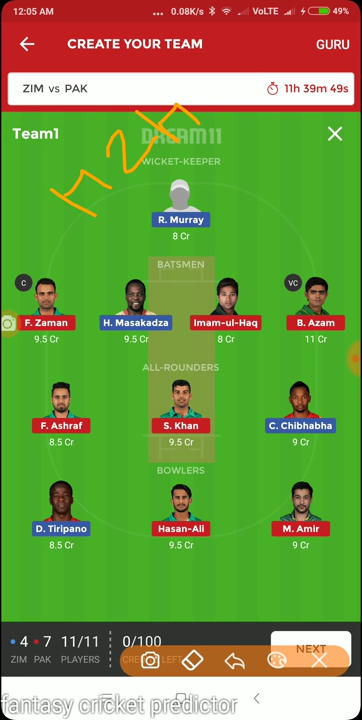 12:05 AM ... 0.08K/s VoLTE 49%
CREATE YOUR TEAM GURU
ZIM vs PAK 11h 39m 49s
Team1 DREAM11
H2H
WICKET-KEEPER
R. Murray
8 Cr
BATSMEN
C VC
F. Zaman H. Masakadza Imam-ul-Haq B. Azam
9.5 Cr 9.5 Cr 8 Cr 11 Cr
ALL-ROUNDERS
F. Ashraf S. Khan C. Chibhabha
8.5 Cr 9.5 Cr 9 Cr
BOWLERS
D. Tiripano Hasan-Ali M. Amir
8.5 Cr 9.5 Cr 9 Cr
4 7 11/11 0/100 NEXT
ZIM PAK PLAYERS CREDITS LEFT
fantasy cricket predictor